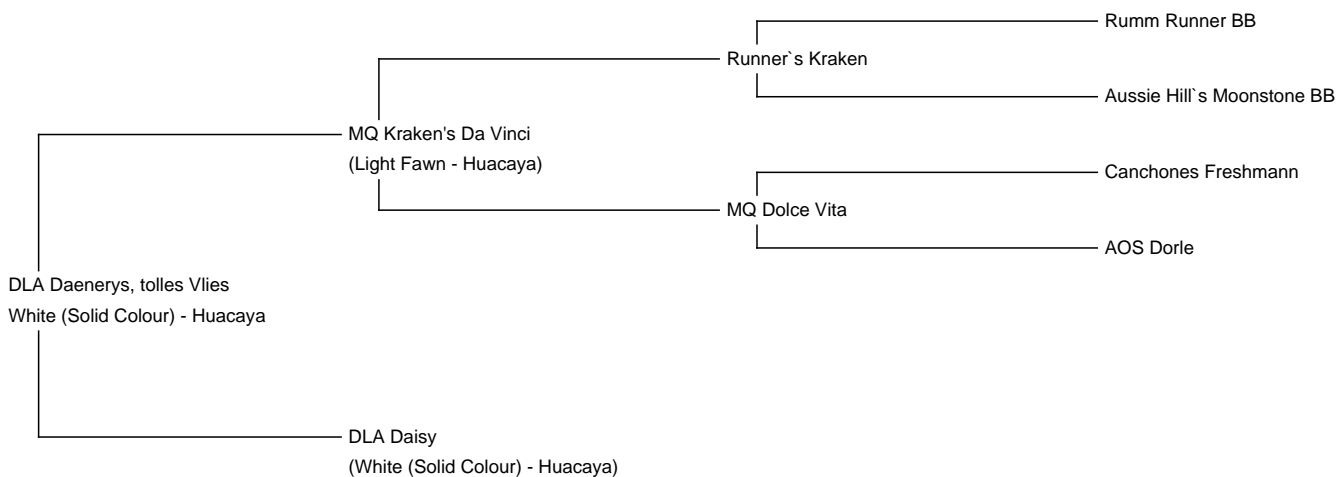 Rumm Runner BB
Runner`s Kraken
Aussie Hill`s Moonstone BB
MQ Kraken's Da Vinci
(Light Fawn - Huacaya)
Canchones Freshmann
MQ Dolce Vita
AOS Dorle
DLA Daenerys, tolles Vlies
White (Solid Colour) - Huacaya
DLA Daisy
(White (Solid Colour) - Huacaya)